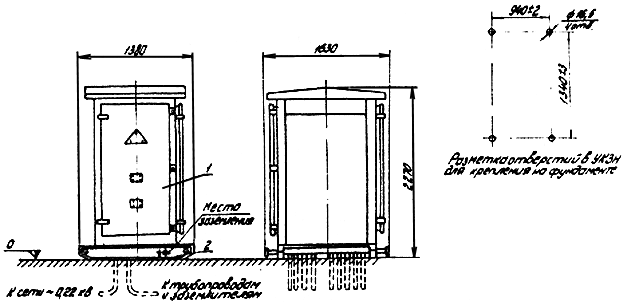 1380
1630
940±2
ф16,6
4 отв.
1340±3
2270
Разметка отверстий в УКЗН
для крепления на фундаменте
1
Место
заземления
0
2
К сети ~ 0,22 кВ
К трубопроводам
и заземлителям